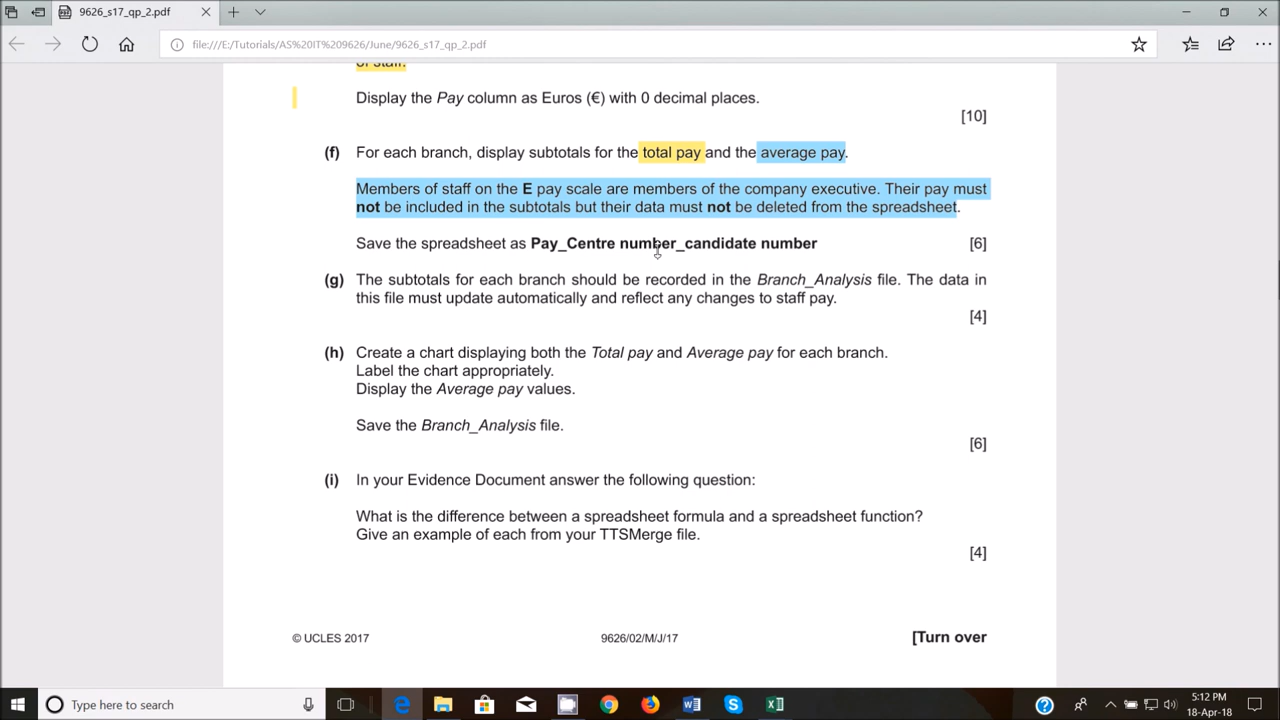 9626_s17_qp_2.pdf
file:///E:/Tutorials/AS%20IT%209626/June/9626_s17_qp_2.pdf
of staff.
Display the Pay column as Euros (€) with 0 decimal places.
[10]
(f) For each branch, display subtotals for the total pay and the average pay.
Members of staff on the E pay scale are members of the company executive. Their pay must
not be included in the subtotals but their data must not be deleted from the spreadsheet.
Save the spreadsheet as Pay_Centre number_candidate number [6]
(g) The subtotals for each branch should be recorded in the Branch_Analysis file. The data in
this file must update automatically and reflect any changes to staff pay.
[4]
(h) Create a chart displaying both the Total pay and Average pay for each branch.
Label the chart appropriately.
Display the Average pay values.
Save the Branch_Analysis file.
[6]
(i) In your Evidence Document answer the following question:
What is the difference between a spreadsheet formula and a spreadsheet function?
Give an example of each from your TTSMerge file.
[4]
© UCLES 2017 9626/02/M/J/17 [Turn over
Type here to search
5:12 PM
18-Apr-18